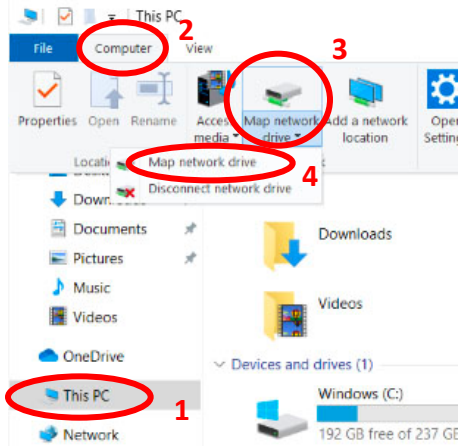 This PC
2
File Computer View
3
Properties Open Rename Access media Map network drive Add a network location Open Settings
Map network drive
4
Disconnect network drive
Documents
Pictures
Music
Videos
OneDrive
This PC
1
Network
Downloads
Videos
Devices and drives (1)
Windows (C:)
192 GB free of 237 GB